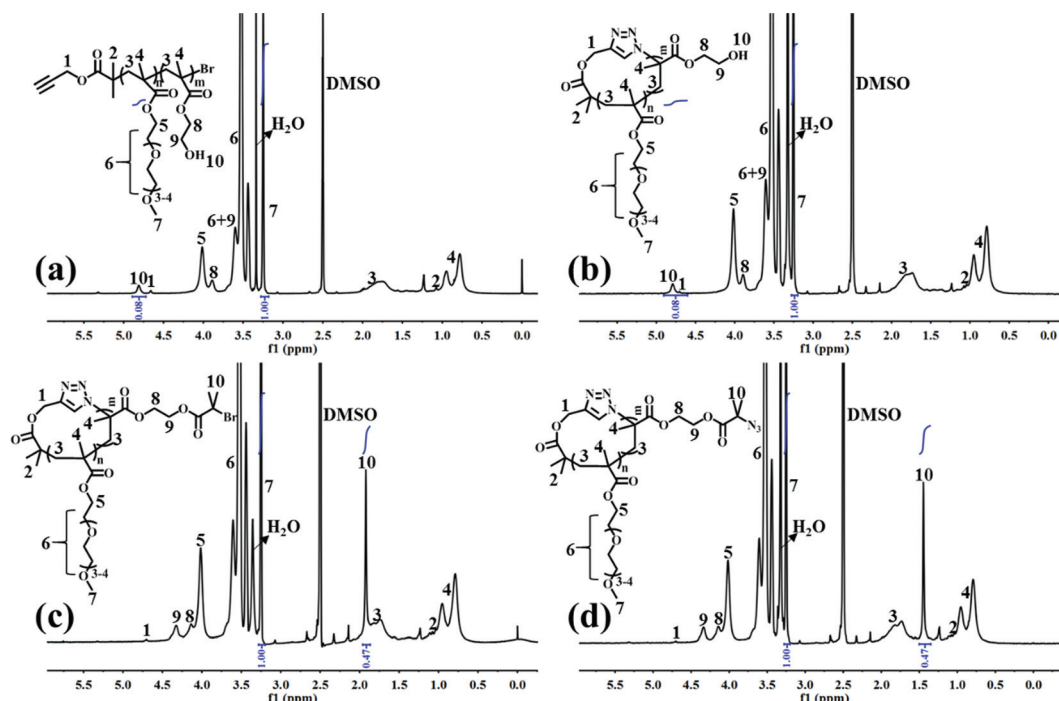 1
O
O
2
3
4
n
3
4
m
Br
O
O
O
O
5
8
9
OH
10
6
O
3-4
O
7
6
DMSO
H₂O
6+9
7
5
8
10
1
3
2
4
(a)
0.08
1.00
5.5 5.0 4.5 4.0 3.5 3.0 2.5 2.0 1.5 1.0 0.5 0.0
f1 (ppm)
N=N
N
1
O
O
2
3
4
n
3
4
m
O
O
8
9
OH
10
O
O
5
6
O
3-4
O
7
6
DMSO
H₂O
6+9
7
5
8
10
1
3
2
4
(b)
0.08
1.00
5.5 5.0 4.5 4.0 3.5 3.0 2.5 2.0 1.5 1.0 0.5 0.0
f1 (ppm)
N=N
N
1
O
O
2
3
4
n
3
4
m
O
O
8
9
O
O
10
Br
O
O
5
6
O
3-4
O
7
6
DMSO
H₂O
7
10
5
9
8
1
3
2
4
(c)
1.00
0.47
5.5 5.0 4.5 4.0 3.5 3.0 2.5 2.0 1.5 1.0 0.5 0.0
f1 (ppm)
N=N
N
1
O
O
2
3
4
n
3
4
m
O
O
8
9
O
O
10
N₃
O
O
5
6
O
3-4
O
7
6
DMSO
H₂O
7
10
5
9
8
1
3
2
4
(d)
1.00
0.47
5.5 5.0 4.5 4.0 3.5 3.0 2.5 2.0 1.5 1.0 0.5 0.0
f1 (ppm)